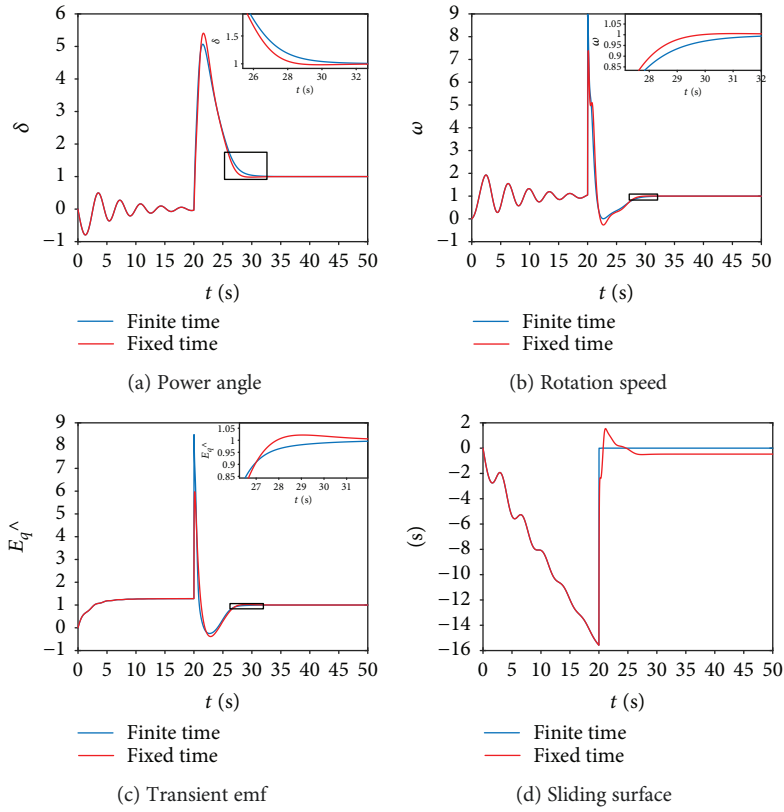 6
5
4
3
2
1
0
−1
δ
0 5 10 15 20 25 30 35 40 45 50
t (s)
1.5
1
δ
26 28 30 32
t (s)
Finite time
Fixed time
(a) Power angle
9
8
7
6
5
4
3
2
1
0
−1
ω
0 5 10 15 20 25 30 35 40 45 50
t (s)
1.05
1
0.95
0.9
0.85
ω
28 29 30 31 32
t (s)
Finite time
Fixed time
(b) Rotation speed
9
8
7
6
5
4
3
2
1
0
−1
E_q^
0 5 10 15 20 25 30 35 40 45 50
t (s)
1.05
1
0.95
0.9
0.85
E_q^
27 28 29 30 31
t (s)
Finite time
Fixed time
(c) Transient emf
2
0
−2
−4
−6
−8
−10
−12
−14
−16
(s)
0 5 10 15 20 25 30 35 40 45 50
t (s)
Finite time
Fixed time
(d) Sliding surface